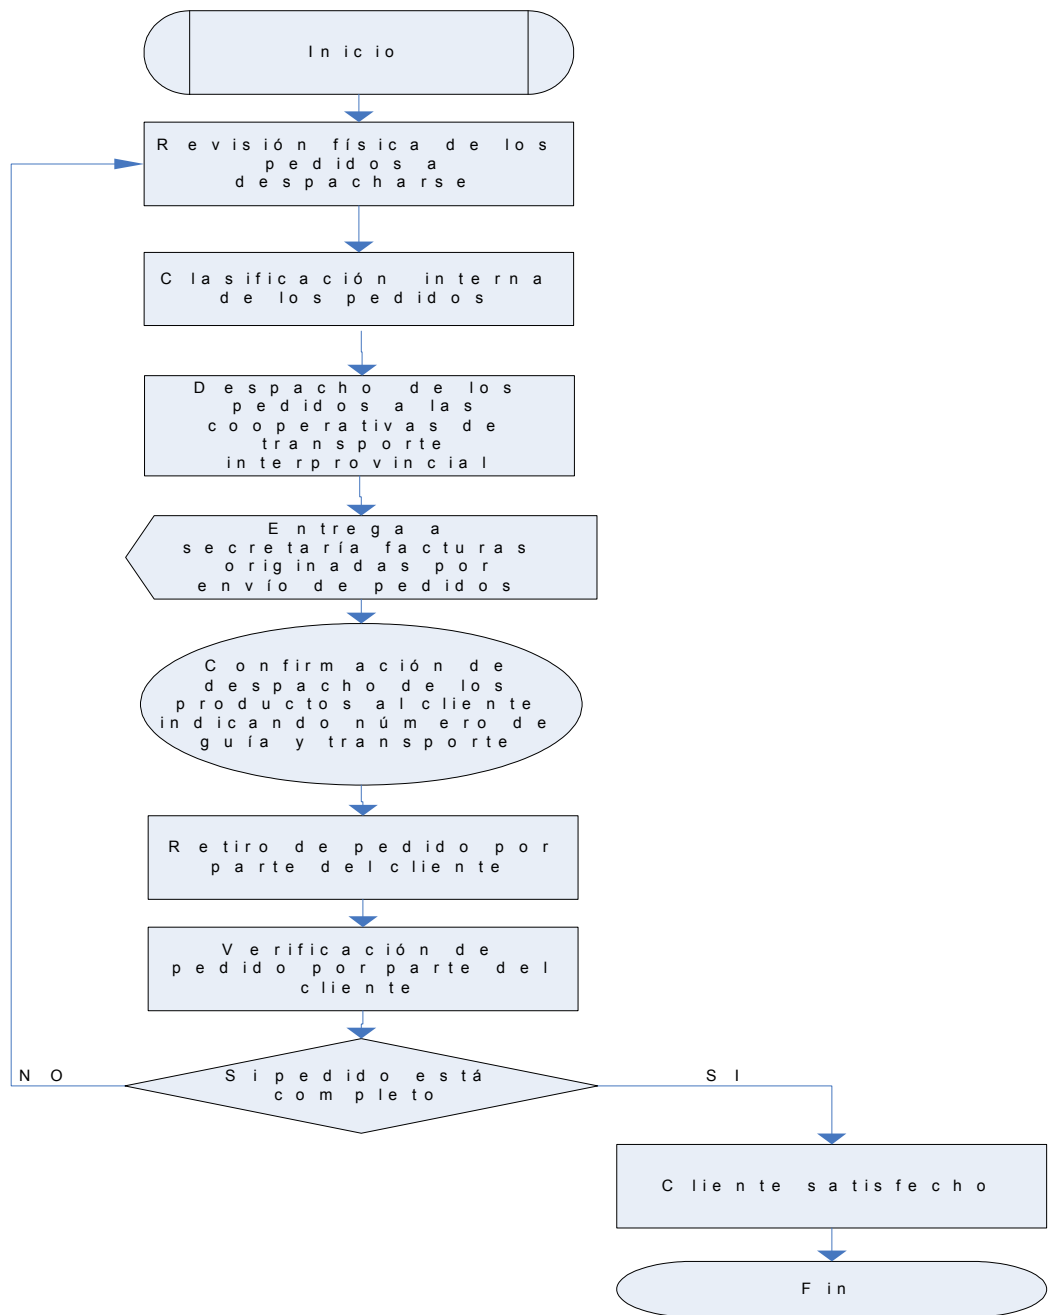 Inicio
Revisión física de los
pedidos a
despacharse
Clasificación interna
de los pedidos
Despacho de los
pedidos a las
cooperativas de
transporte
interprovincial
Entrega a
secretaría facturas
originadas por
envío de pedidos
Confirmación de
despacho de los
productos al cliente
indicando número de
guía y transporte
Retiro de pedido por
parte del cliente
Verificación de
pedido por parte del
cliente
Si pedido está
completo
NO
SI
Cliente satisfecho
Fin